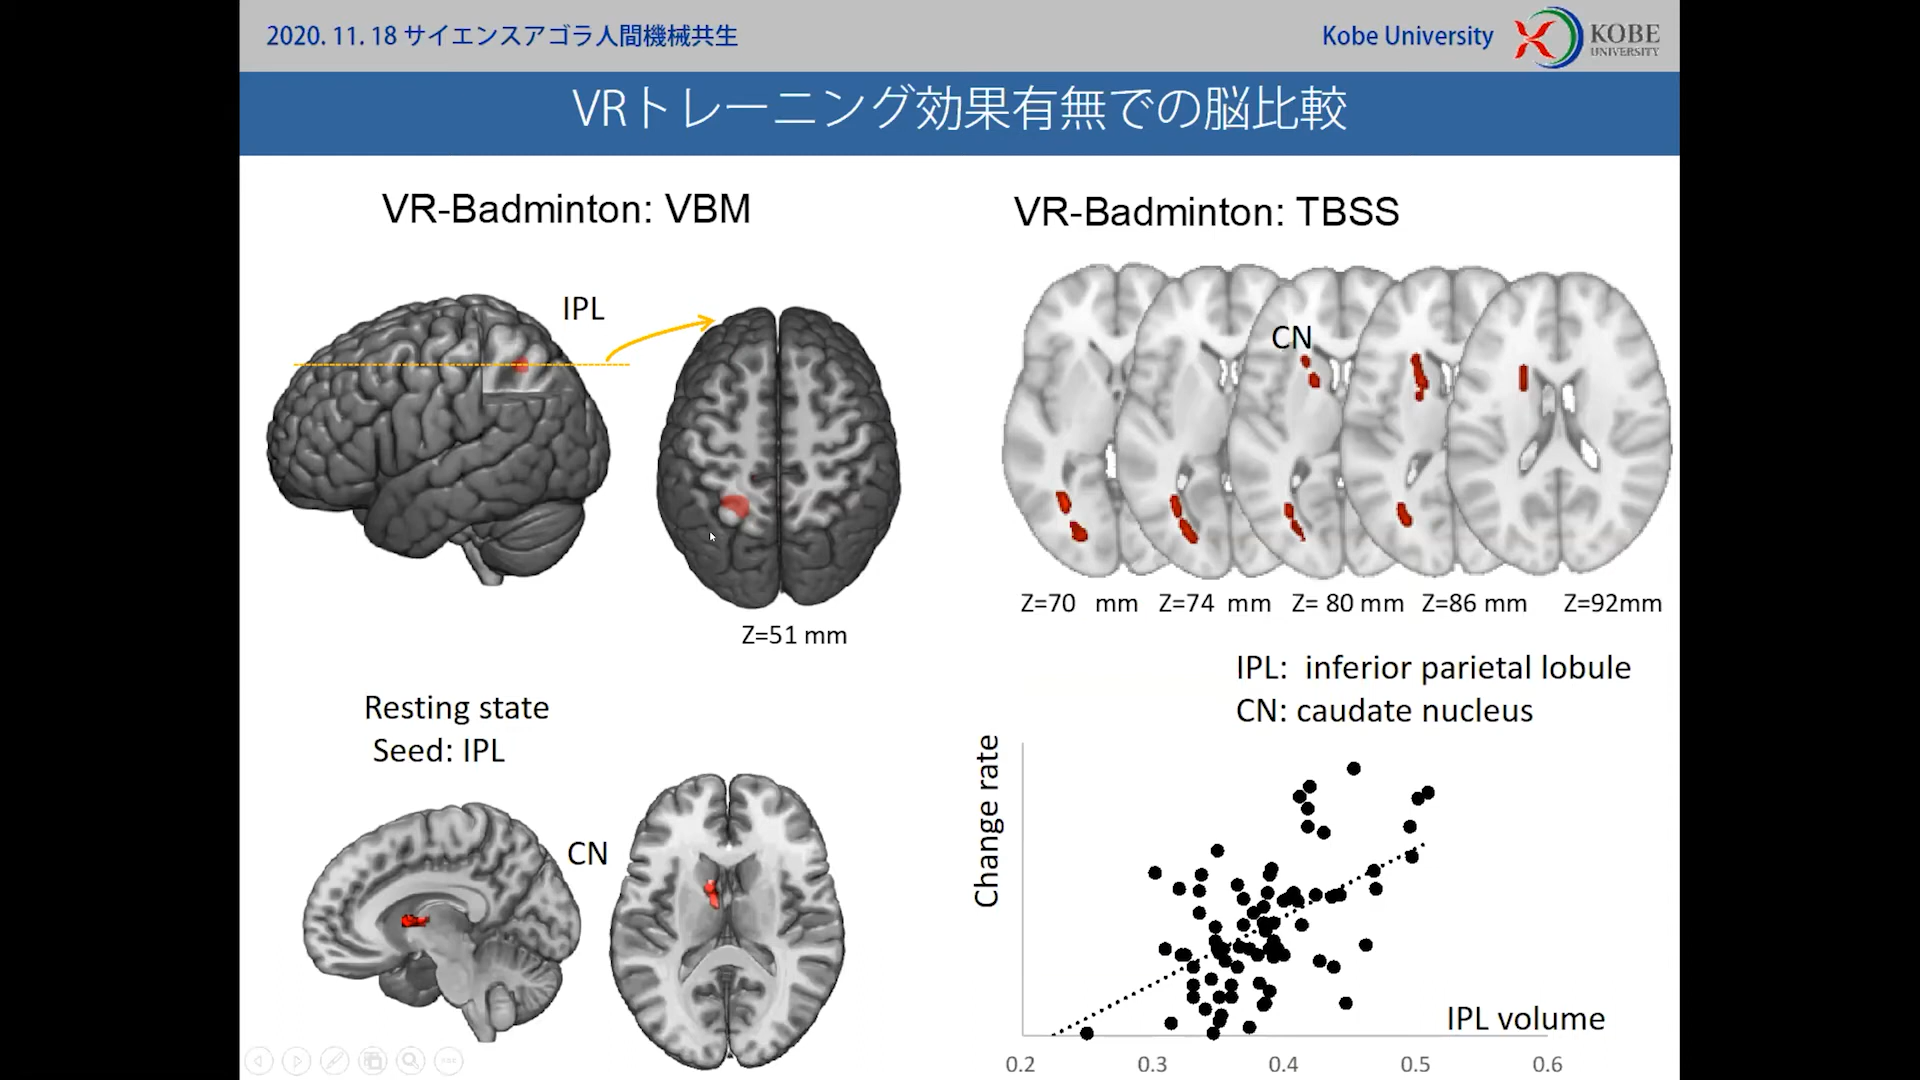 2020. 11. 18 サイエンスアゴラ人間機械共生
Kobe University
KOBE
UNIVERSITY
VRトレーニング効果有無での脳比較
VR-Badminton: VBM
IPL
Z=51 mm
VR-Badminton: TBSS
CN
Z=70 mm Z=74 mm Z= 80 mm Z=86 mm Z=92mm
IPL: inferior parietal lobule
CN: caudate nucleus
Resting state
Seed: IPL
CN
Change rate
IPL volume
0.2 0.3 0.4 0.5 0.6